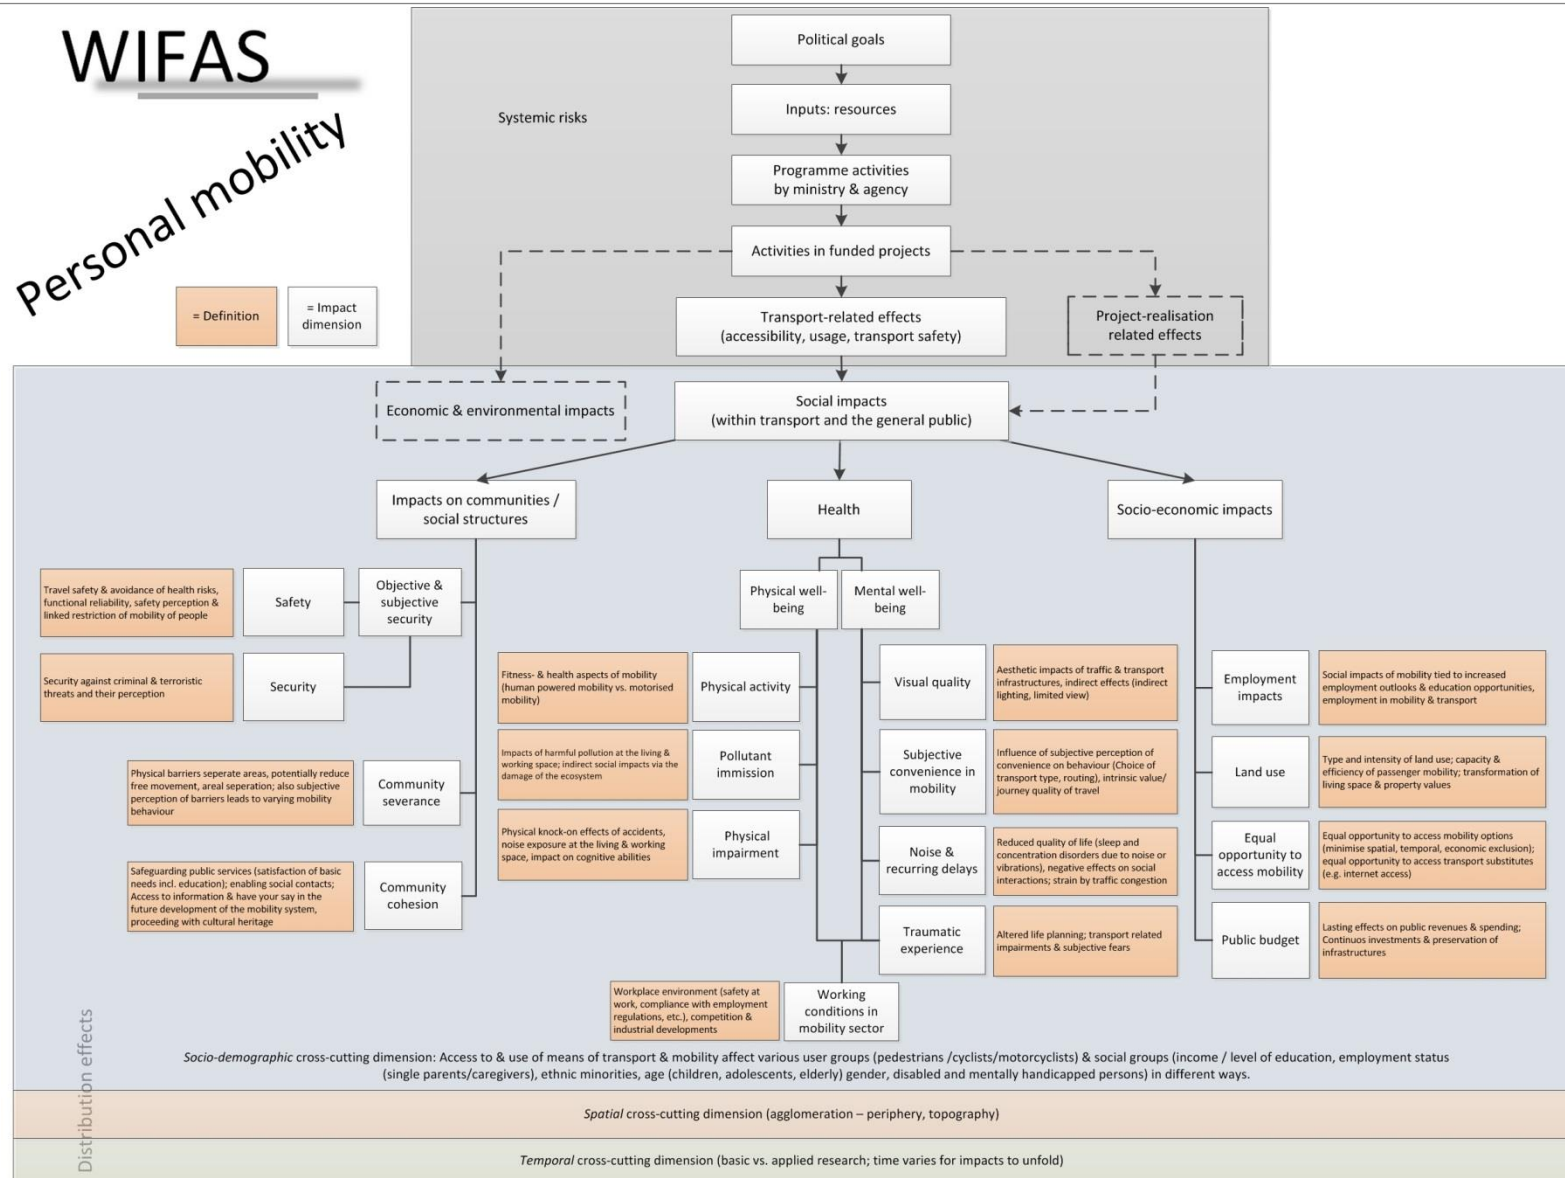 WIFAS
Personal mobility
= Definition
= Impact
dimension
Systemic risks
Political goals
Inputs: resources
Programme activities
by ministry & agency
Activities in funded projects
Transport-related effects
(accessibility, usage, transport safety)
Project-realisation
related effects
Economic & environmental impacts
Social impacts
(within transport and the general public)
Impacts on communities /
social structures
Health
Socio-economic impacts
Travel safety & avoidance of health risks,
functional reliability, safety perception &
linked restriction of mobility of people
Safety
Objective &
subjective
security
Security against criminal & terroristic
threats and their perception
Security
Physical barriers seperate areas, potentially reduce
free movement, areal seperation; also subjective
perception of barriers leads to varying mobility
behaviour
Community
severance
Safeguarding public services (satisfaction of basic
needs incl. education); enabling social contacts;
Access to information & have your say in the
future development of the mobility system,
proceeding with cultural heritage
Community
cohesion
Physical well-
being
Mental well-
being
Fitness- & health aspects of mobility
(human powered mobility vs. motorised
mobility)
Physical activity
Impacts of harmful pollution at the living &
working space; indirect social impacts via the
damage of the ecosystem
Pollutant
immission
Physical knock-on effects of accidents,
noise exposure at the living & working
space, impact on cognitive abilities
Physical
impairment
Visual quality
Aesthetic impacts of traffic & transport
infrastructures, indirect effects (indirect
lighting, limited view)
Subjective
convenience in
mobility
Influence of subjective perception of
convenience on behaviour (Choice of
transport type, routing), intrinsic value/
journey quality of travel
Noise &
recurring delays
Reduced quality of life (sleep and
concentration disorders due to noise or
vibrations), negative effects on social
interactions; strain by traffic congestion
Traumatic
experience
Altered life planning; transport related
impairments & subjective fears
Workplace environment (safety at
work, compliance with employment
regulations, etc.), competition &
industrial developments
Working
conditions in
mobility sector
Employment
impacts
Social impacts of mobility tied to increased
employment outlooks & education opportunities,
employment in mobility & transport
Land use
Type and intensity of land use; capacity &
efficiency of passenger mobility; transformation of
living space & property values
Equal
opportunity to
access mobility
Equal opportunity to access mobility options
(minimise spatial, temporal, economic exclusion);
equal opportunity to access transport substitutes
(e.g. internet access)
Public budget
Lasting effects on public revenues & spending;
Continuos investments & preservation of
infrastructures
Distribution effects
Socio-demographic cross-cutting dimension: Access to & use of means of transport & mobility affect various user groups (pedestrians /cyclists/motorcyclists) & social groups (income / level of education, employment status
(single parents/caregivers), ethnic minorities, age (children, adolescents, elderly) gender, disabled and mentally handicapped persons) in different ways.
Spatial cross-cutting dimension (agglomeration – periphery, topography)
Temporal cross-cutting dimension (basic vs. applied research; time varies for impacts to unfold)